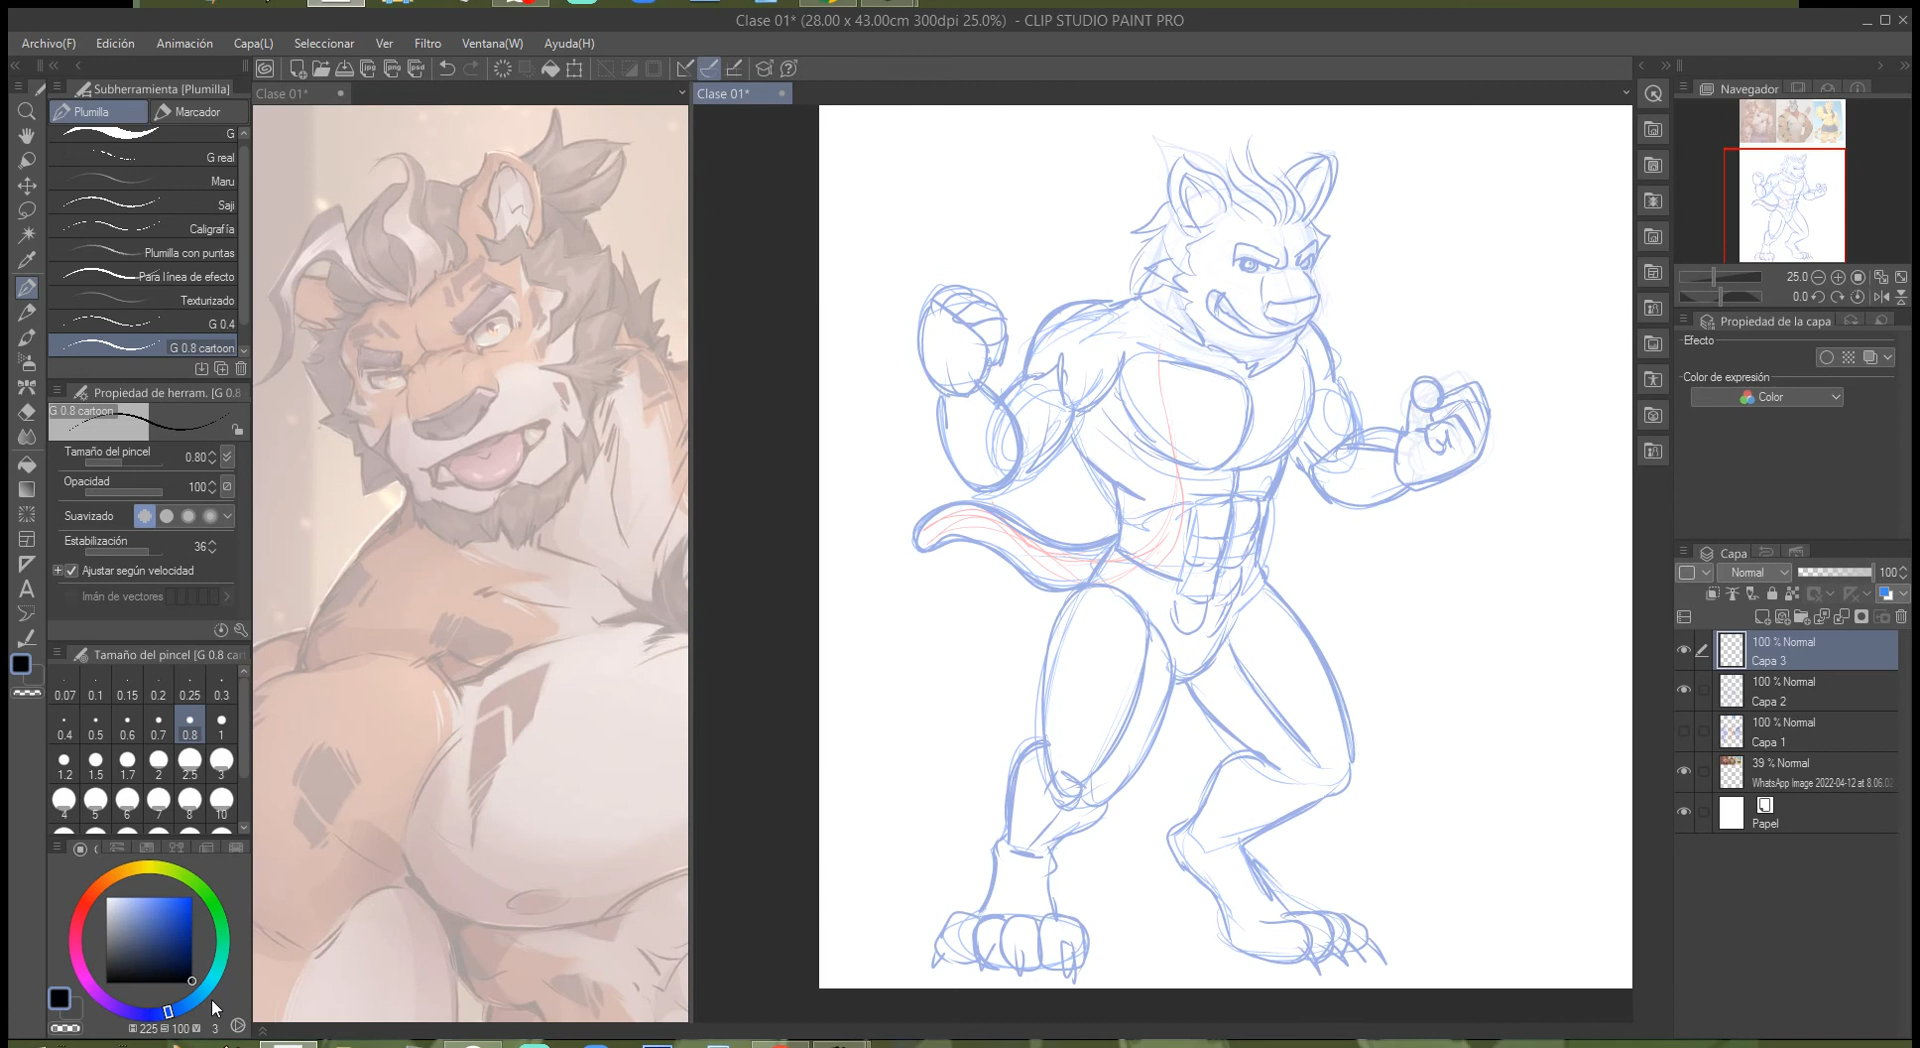 Clase 01* (28.00 x 43.00cm 300dpi 25.0%) - CLIP STUDIO PAINT PRO
Archivo(F) Edición Animación Capa(L) Seleccionar Ver Filtro Ventana(W) Ayuda(H)
Subherramienta [Plumilla]
Clase 01*
Clase 01*
Plumilla
Marcador
G
G real
Maru
Saji
Caligrafía
Plumilla con puntas
Para línea de efecto
Texturizado
G 0.4
G 0.8 cartoon
Propiedad de herram. [G 0.8
G 0.8 cartoon
Tamaño del pincel 0.80
Opacidad 100
Suavizado
Estabilización 36
Ajustar según velocidad
Imán de vectores
Tamaño del pincel [G 0.8 car
0.07 0.1 0.15 0.2 0.25 0.3
0.4 0.5 0.6 0.7 0.8 1
1.2 1.5 1.7 2 2.5 3
4 5 6 7 8 10
225 100 3
Navegador
25.0
0.0
Propiedad de la capa
Efecto
Color de expresión
Color
Capa
Normal 100
100 % Normal
Capa 3
100 % Normal
Capa 2
100 % Normal
Capa 1
39 % Normal
WhatsApp Image 2022-04-12 at 8.06.0
Papel